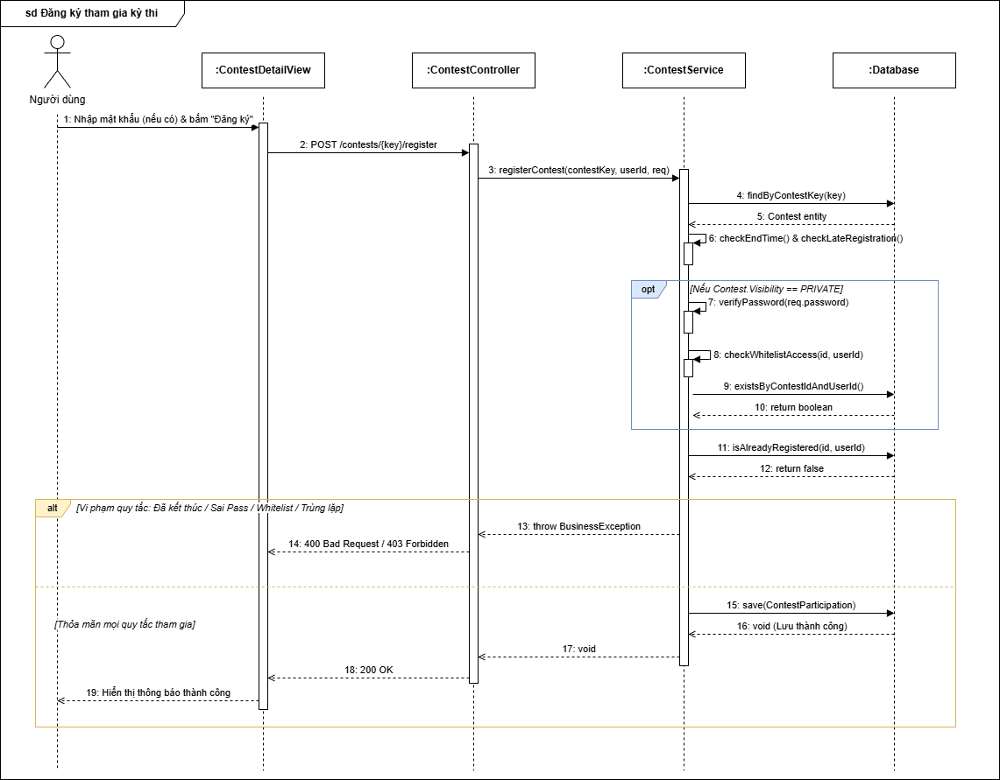 sd Đăng ký tham gia kỳ thi
Người dùng
:ContestDetailView
:ContestController
:ContestService
:Database
1: Nhập mật khẩu (nếu có) & bấm "Đăng ký"
2: POST /contests/{key}/register
3: registerContest(contestKey, userId, req)
4: findByContestKey(key)
5: Contest entity
6: checkEndTime() & checkLateRegistration()
opt
[Nếu Contest.Visibility == PRIVATE]
7: verifyPassword(req.password)
8: checkWhitelistAccess(id, userId)
9: existsByContestIdAndUserId()
10: return boolean
11: isAlreadyRegistered(id, userId)
12: return false
alt
[Vi phạm quy tắc: Đã kết thúc / Sai Pass / Whitelist / Trùng lặp]
13: throw BusinessException
14: 400 Bad Request / 403 Forbidden
15: save(ContestParticipation)
[Thỏa mãn mọi quy tắc tham gia]
16: void (Lưu thành công)
17: void
18: 200 OK
19: Hiển thị thông báo thành công